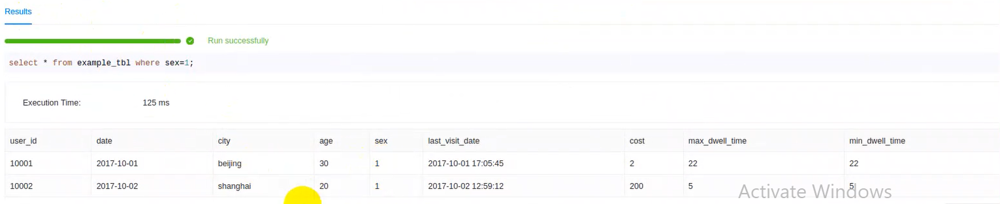 Results
Run successfully
select * from example_tbl where sex=1;
Execution Time: 125 ms
user_id date city age sex last_visit_date cost max_dwell_time min_dwell_time
10001 2017-10-01 beijing 30 1 2017-10-01 17:05:45 2 22 22
10002 2017-10-02 shanghai 20 1 2017-10-02 12:59:12 200 5 5
Activate Windows